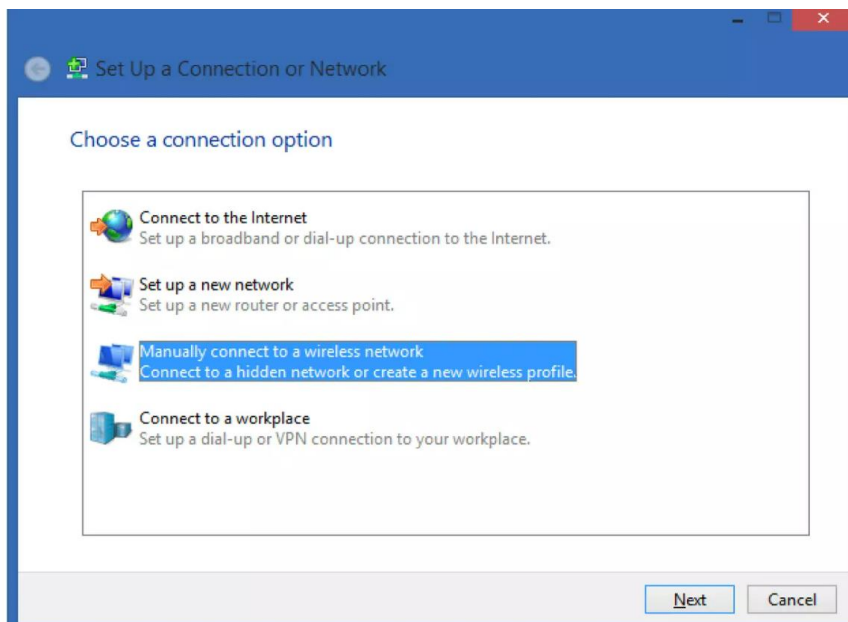 Set Up a Connection or Network
Choose a connection option
Connect to the Internet
Set up a broadband or dial-up connection to the Internet.
Set up a new network
Set up a new router or access point.
Manually connect to a wireless network
Connect to a hidden network or create a new wireless profile.
Connect to a workplace
Set up a dial-up or VPN connection to your workplace.
Next
Cancel